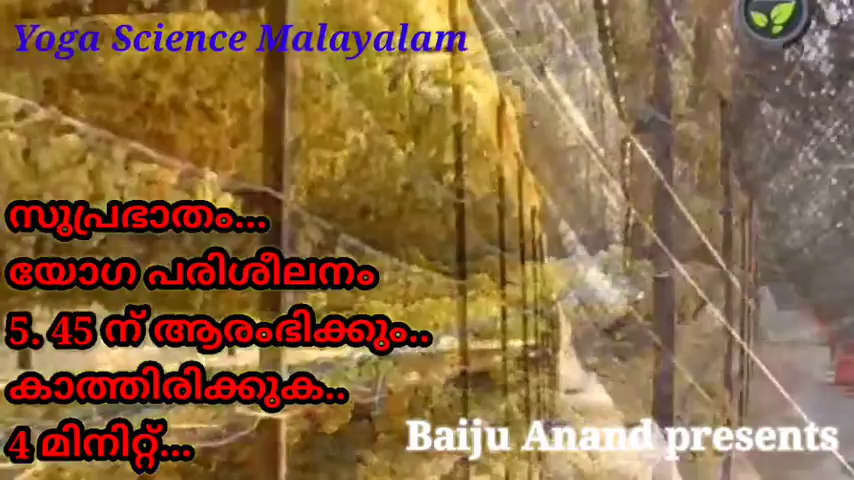 Yoga Science Malayalam
സുപ്രഭാതം...
യോഗ പരിശീലനം
5. 45 ന് ആരംഭിക്കും..
കാത്തിരിക്കുക..
4 മിനിറ്റ്...
Baiju Anand presents